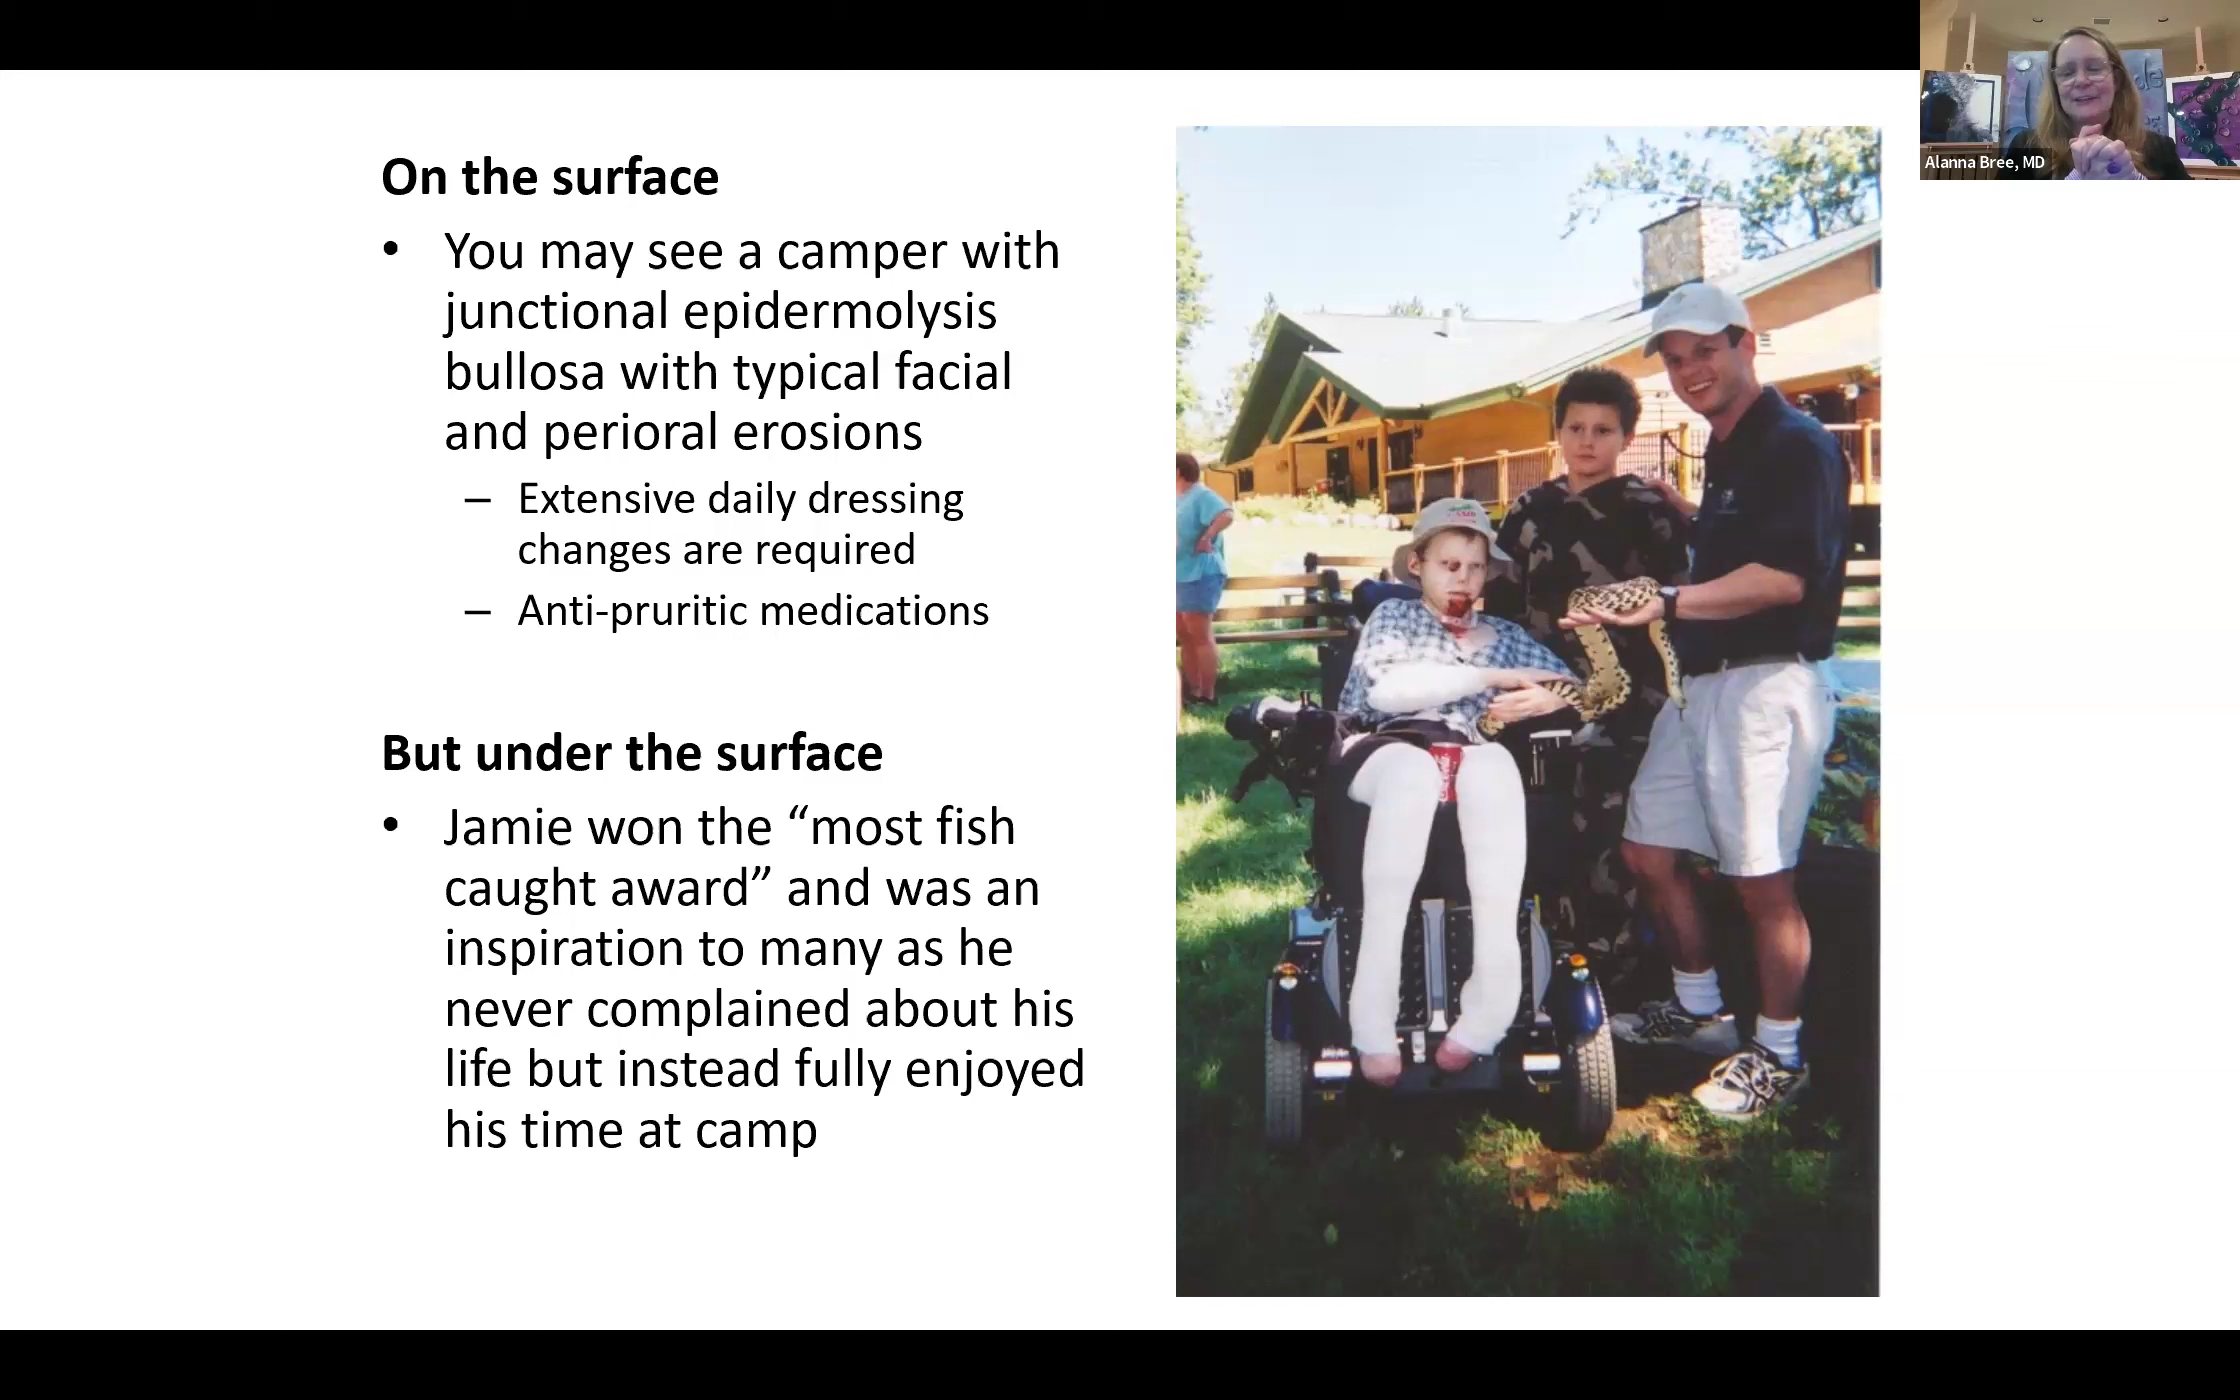 On the surface
• You may see a camper with
junctional epidermolysis
bullosa with typical facial
and perioral erosions
– Extensive daily dressing
changes are required
– Anti-pruritic medications
But under the surface
• Jamie won the “most fish
caught award” and was an
inspiration to many as he
never complained about his
life but instead fully enjoyed
his time at camp
Alanna Bree, MD